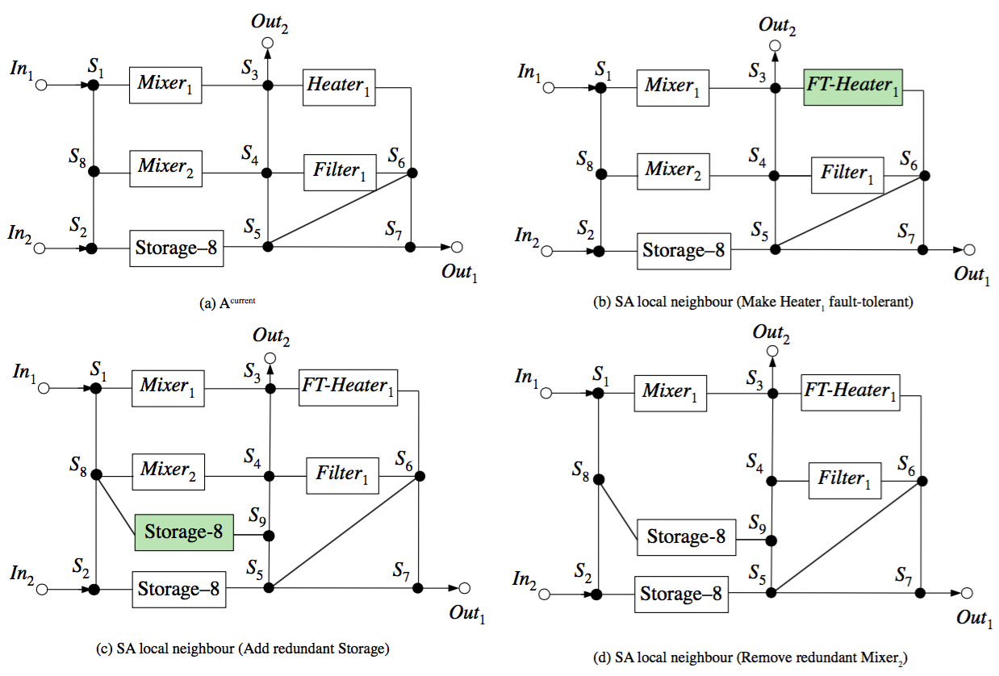 Out₂
In₁
S₁
Mixer₁
S₃
Heater₁
S₈
Mixer₂
S₄
Filter₁
S₆
In₂
S₂
Storage–8
S₅
S₇
Out₁
(a) Aᶜᵘʳʳᵉⁿᵗ
Out₂
In₁
S₁
Mixer₁
S₃
FT-Heater₁
S₈
Mixer₂
S₄
Filter₁
S₆
In₂
S₂
Storage–8
S₅
S₇
Out₁
(b) SA local neighbour (Make Heater₁ fault-tolerant)
Out₂
In₁
S₁
Mixer₁
S₃
FT-Heater₁
S₈
Mixer₂
S₄
Filter₁
S₆
Storage-8
S₉
In₂
S₂
Storage–8
S₅
S₇
Out₁
(c) SA local neighbour (Add redundant Storage)
Out₂
In₁
S₁
Mixer₁
S₃
FT-Heater₁
S₈
S₄
Filter₁
S₆
Storage-8
S₉
In₂
S₂
Storage–8
S₅
S₇
Out₁
(d) SA local neighbour (Remove redundant Mixer₂)